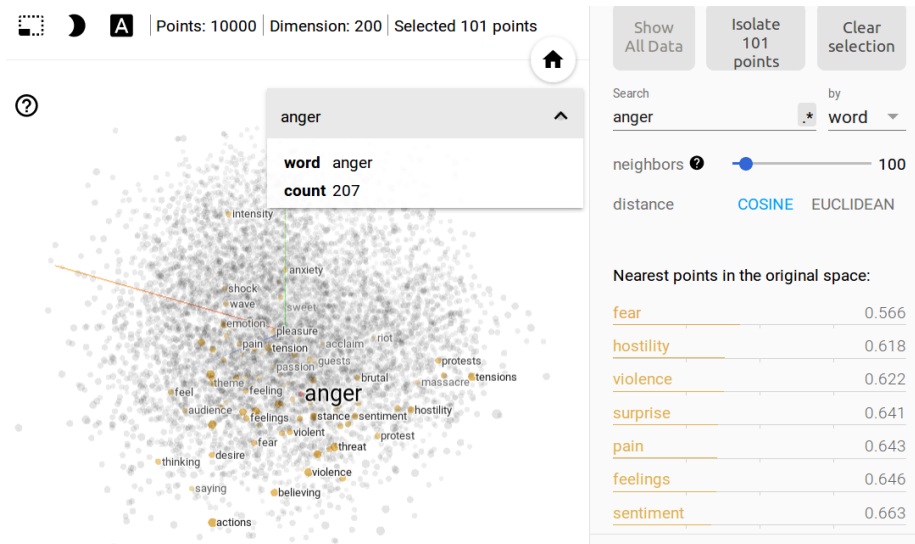 A Points: 10000 Dimension: 200 Selected 101 points
anger
word anger
count 207
intensity
anxiety
shock
wave
sweet
emotion
pleasure
pain
tension
acclaim
riot
passion
guests
protests
theme
feeling
brutal
massacre
tensions
feel
anger
audience
feelings
stance
sentiment
hostility
violent
protest
fear
threat
desire
thinking
violence
saying
believing
actions
Show All Data
Isolate 101 points
Clear selection
Search
by
anger
.*
word
neighbors
100
distance
COSINE
EUCLIDEAN
Nearest points in the original space:
fear 0.566
hostility 0.618
violence 0.622
surprise 0.641
pain 0.643
feelings 0.646
sentiment 0.663